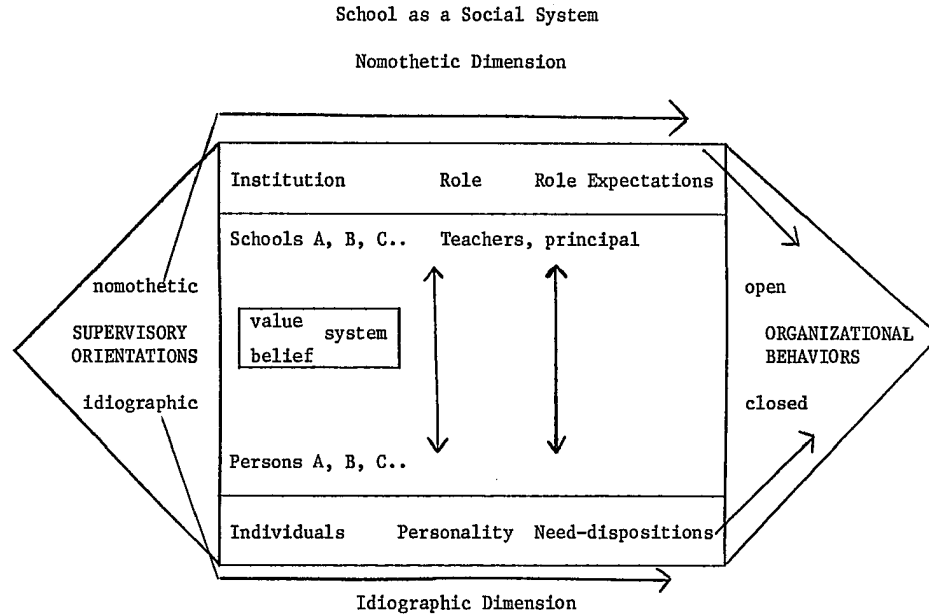 School as a Social System
Nomothetic Dimension
Institution Role Role Expectations
Schools A, B, C.. Teachers, principal
nomothetic
open
value
system
belief
SUPERVISORY
ORIENTATIONS
ORGANIZATIONAL
BEHAVIORS
idiographic
closed
Persons A, B, C..
Individuals Personality Need-dispositions
Idiographic Dimension